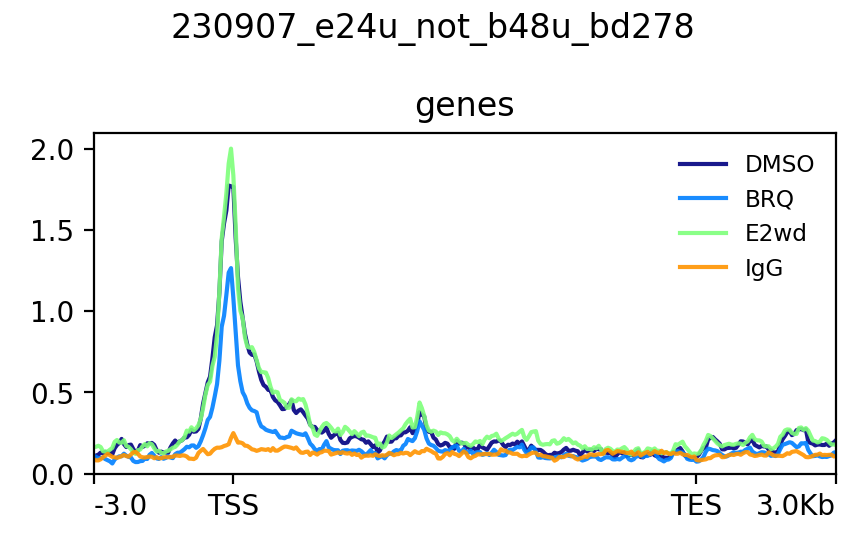 230907_e24u_not_b48u_bd278
genes
2.0
1.5
1.0
0.5
0.0
DMSO
BRQ
E2wd
IgG
-3.0 TSS TES 3.0Kb